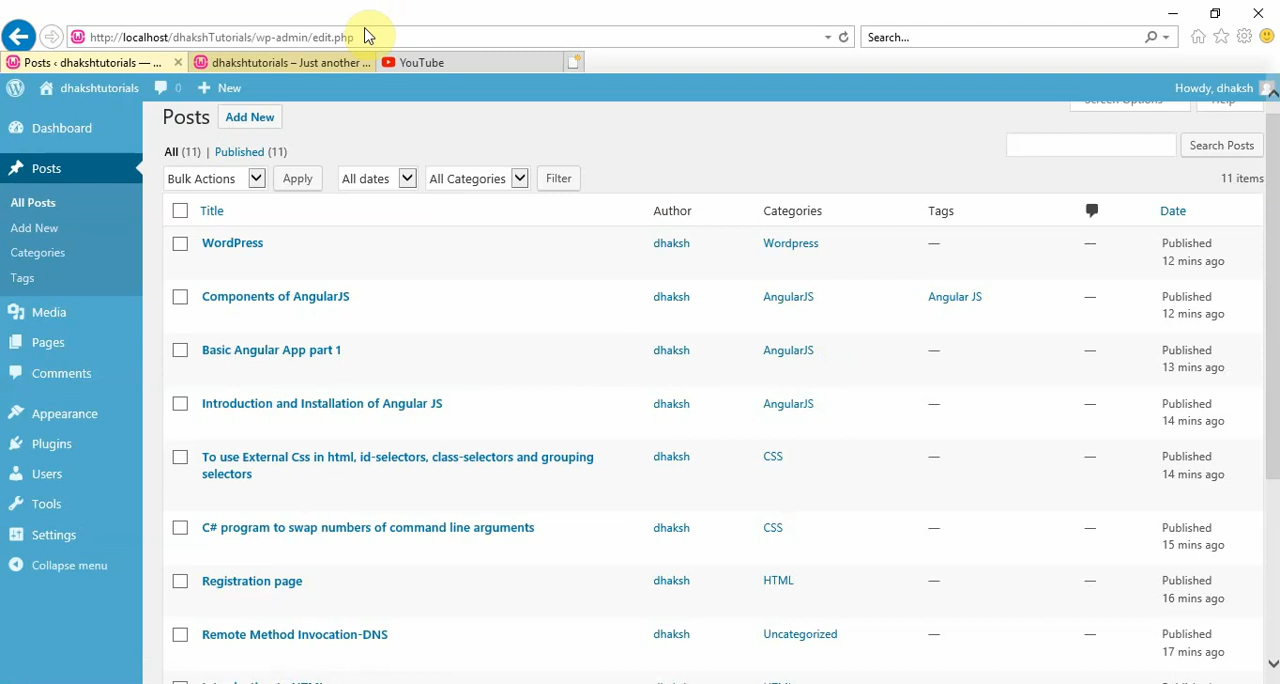 http://localhost/dhakshTutorials/wp-admin/edit.php
Search...
Posts ‹ dhakshtutorials — ...
dhakshtutorials – Just another ...
YouTube
dhakshtutorials
0
New
Howdy, dhaksh
Dashboard
Posts
All Posts
Add New
Categories
Tags
Media
Pages
Comments
Appearance
Plugins
Users
Tools
Settings
Collapse menu
Screen Options
Help
Posts
Add New
All (11) | Published (11)
Search Posts
Bulk Actions
Apply
All dates
All Categories
Filter
11 items
Title Author Categories Tags Date
WordPress dhaksh Wordpress — — Published
12 mins ago
Components of AngularJS dhaksh AngularJS Angular JS — Published
12 mins ago
Basic Angular App part 1 dhaksh AngularJS — — Published
13 mins ago
Introduction and Installation of Angular JS dhaksh AngularJS — — Published
14 mins ago
To use External Css in html, id-selectors, class-selectors and grouping dhaksh CSS — — Published
selectors 14 mins ago
C# program to swap numbers of command line arguments dhaksh CSS — — Published
15 mins ago
Registration page dhaksh HTML — — Published
16 mins ago
Remote Method Invocation-DNS dhaksh Uncategorized — — Published
17 mins ago